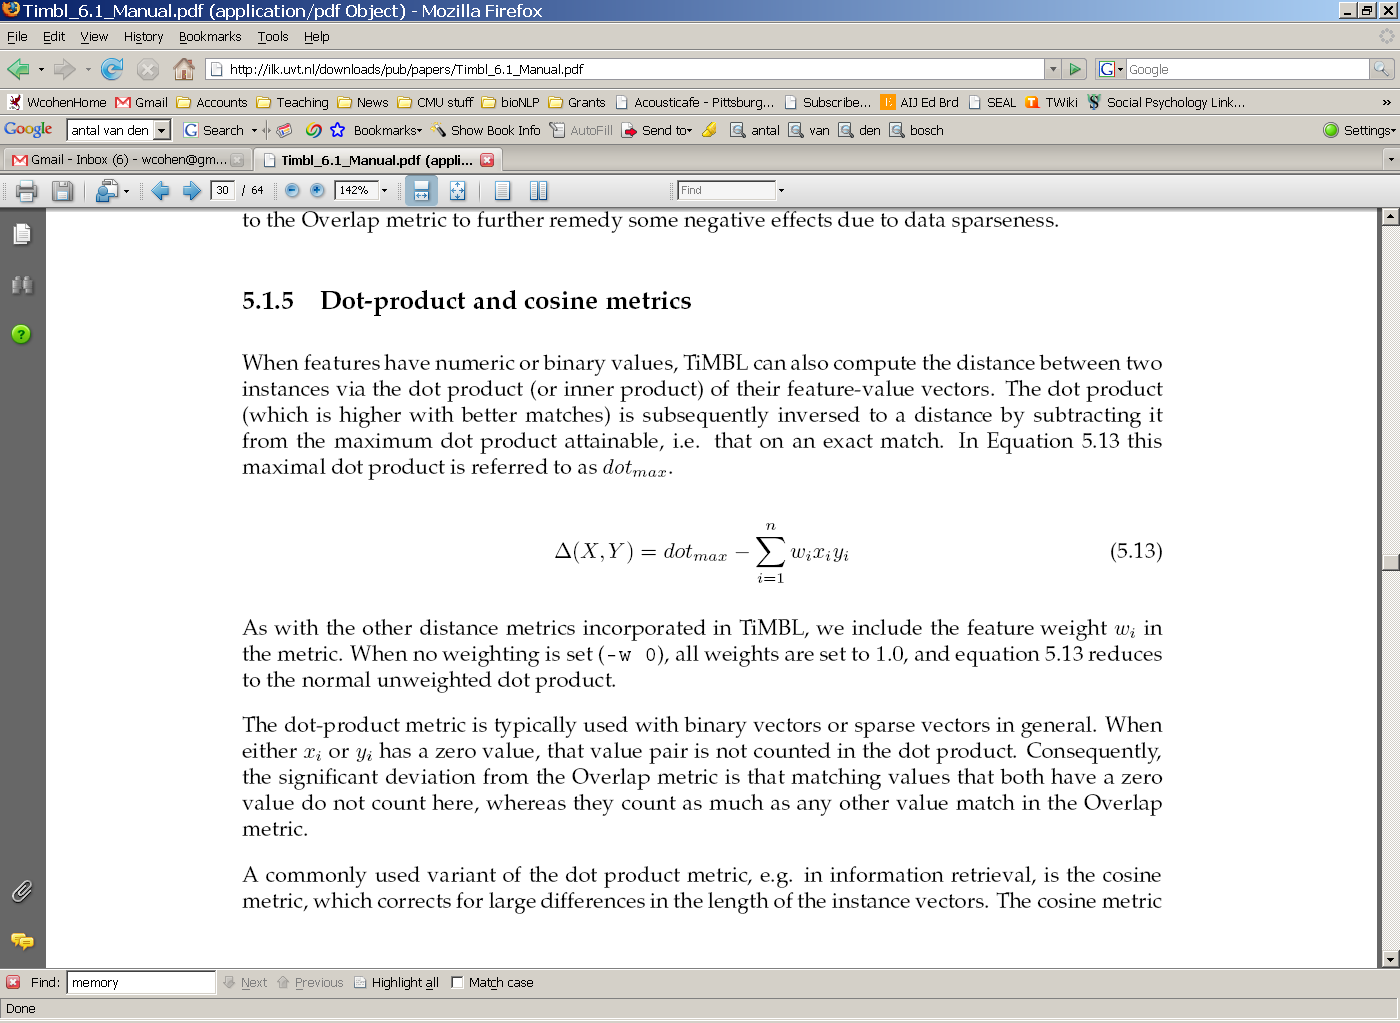 Timbl_6.1_Manual.pdf (application/pdf Object) - Mozilla Firefox
File Edit View History Bookmarks Tools Help
http://ilk.uvt.nl/downloads/pub/papers/Timbl_6.1_Manual.pdf G Google
WcohenHome Gmail Accounts Teaching News CMU stuff bioNLP Grants Acousticafe - Pittsburg... Subscribe... AIJ Ed Brd SEAL TWiki Social Psychology Link... »
Google antal van den G Search Bookmarks Show Book Info AutoFill Send to antal van den bosch Settings
Gmail - Inbox (6) - wcohen@gm... Timbl_6.1_Manual.pdf (appli...
30 / 64 142% Find
to the Overlap metric to further remedy some negative effects due to data sparseness.
5.1.5 Dot-product and cosine metrics
When features have numeric or binary values, TiMBL can also compute the distance between two
instances via the dot product (or inner product) of their feature-value vectors. The dot product
(which is higher with better matches) is subsequently inversed to a distance by subtracting it
from the maximum dot product attainable, i.e. that on an exact match. In Equation 5.13 this
maximal dot product is referred to as dot_max.
Δ(X, Y) = dot_max − ∑_{i=1}^{n} w_i x_i y_i (5.13)
As with the other distance metrics incorporated in TiMBL, we include the feature weight w_i in
the metric. When no weighting is set (-w 0), all weights are set to 1.0, and equation 5.13 reduces
to the normal unweighted dot product.
The dot-product metric is typically used with binary vectors or sparse vectors in general. When
either x_i or y_i has a zero value, that value pair is not counted in the dot product. Consequently,
the significant deviation from the Overlap metric is that matching values that both have a zero
value do not count here, whereas they count as much as any other value match in the Overlap
metric.
A commonly used variant of the dot product metric, e.g. in information retrieval, is the cosine
metric, which corrects for large differences in the length of the instance vectors. The cosine metric
Find: memory Next Previous Highlight all Match case
Done